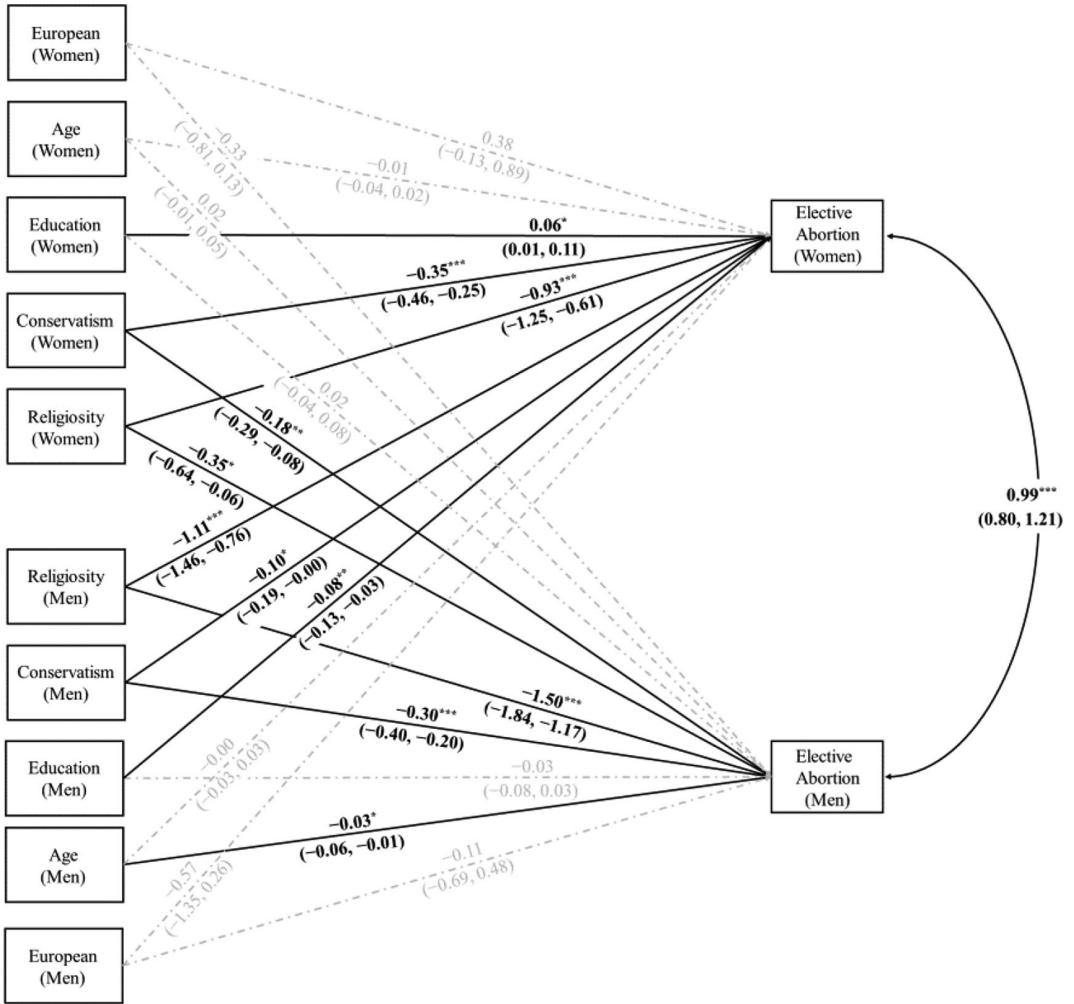 European
(Women)
Age
(Women)
Education
(Women)
Conservatism
(Women)
Religiosity
(Women)
Religiosity
(Men)
Conservatism
(Men)
Education
(Men)
Age
(Men)
European
(Men)
0.38
(−0.13, 0.89)
−0.33
(−0.81, 0.13)
−0.01
(−0.04, 0.02)
0.02
(−0.01, 0.05)
0.06*
(0.01, 0.11)
−0.35***
(−0.46, −0.25)
−0.93***
(−1.25, −0.61)
0.02
(−0.04, 0.08)
−0.18**
(−0.29, −0.08)
−0.35*
(−0.64, −0.06)
−1.11***
(−1.46, −0.76)
−0.10*
(−0.19, −0.00)
−0.08**
(−0.13, −0.03)
−1.50***
(−1.84, −1.17)
−0.30***
(−0.40, −0.20)
−0.00
(−0.03, 0.03)
−0.03
(−0.08, 0.03)
−0.03*
(−0.06, −0.01)
−0.57
(−1.35, 0.26)
−0.11
(−0.69, 0.48)
Elective
Abortion
(Women)
Elective
Abortion
(Men)
0.99***
(0.80, 1.21)